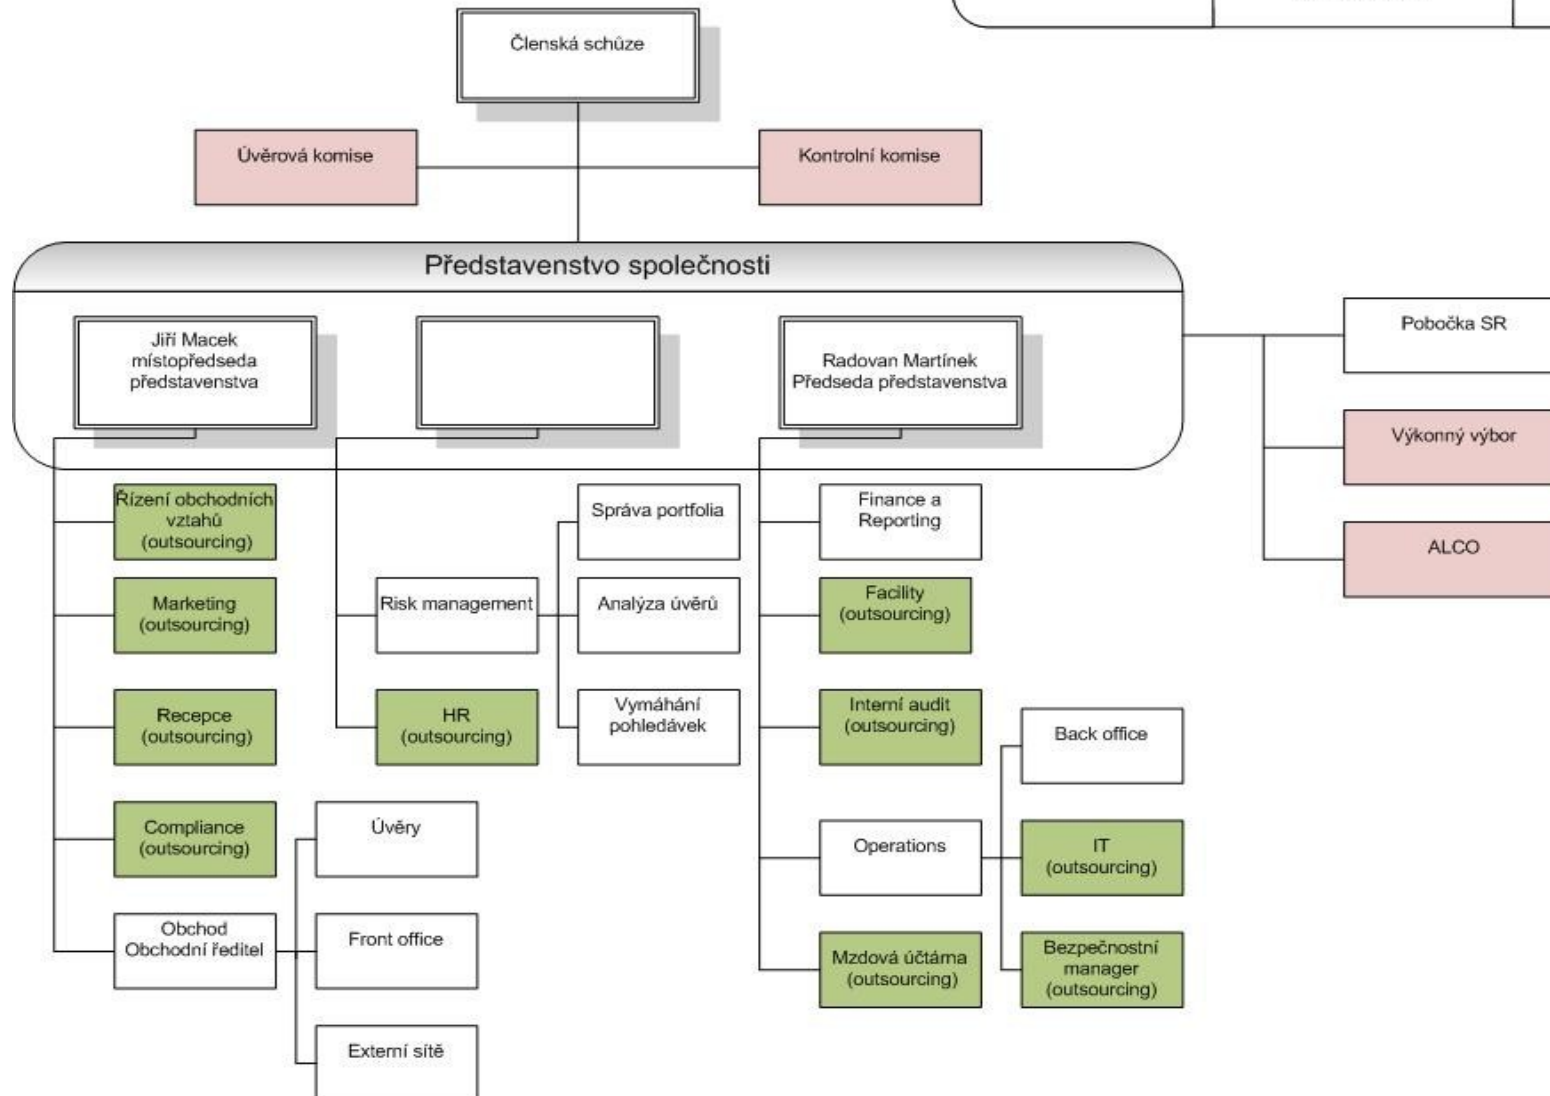 Členská schůze
Úvěrová komise
Kontrolní komise
Představenstvo společnosti
Jiří Macek
místopředseda
představenstva
Radovan Martínek
Předseda představenstva
Pobočka SR
Výkonný výbor
ALCO
Řízení obchodních
vztahů
(outsourcing)
Marketing
(outsourcing)
Recepce
(outsourcing)
Compliance
(outsourcing)
Obchod
Obchodní ředitel
Úvěry
Front office
Externí sítě
Risk management
HR
(outsourcing)
Správa portfolia
Analýza úvěrů
Vymáhání
pohledávek
Finance a
Reporting
Facility
(outsourcing)
Interní audit
(outsourcing)
Operations
Mzdová účtárna
(outsourcing)
Back office
IT
(outsourcing)
Bezpečnostní
manager
(outsourcing)